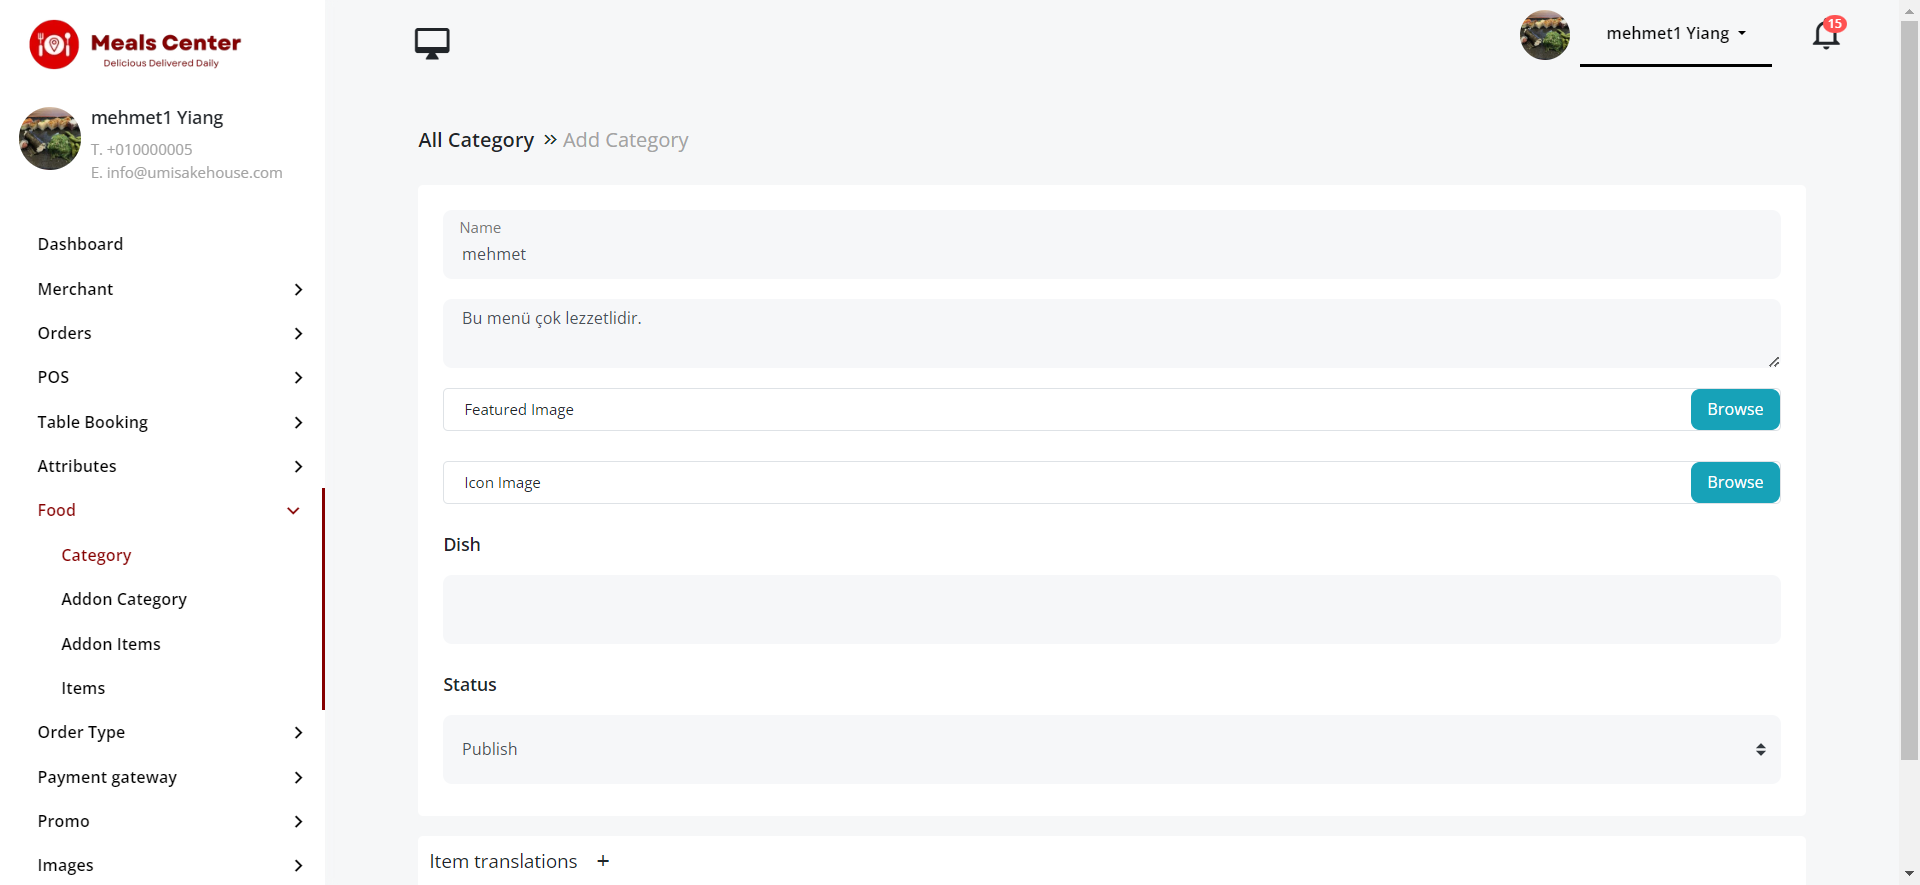 Meals Center
Delicious Delivered Daily
mehmet1 Yiang
T. +010000005
E. info@umisakehouse.com
Dashboard
Merchant
Orders
POS
Table Booking
Attributes
Food
Category
Addon Category
Addon Items
Items
Order Type
Payment gateway
Promo
Images
mehmet1 Yiang
15
All Category » Add Category
Name
mehmet
Bu menü çok lezzetlidir.
Featured Image
Browse
Icon Image
Browse
Dish
Status
Publish
Item translations +